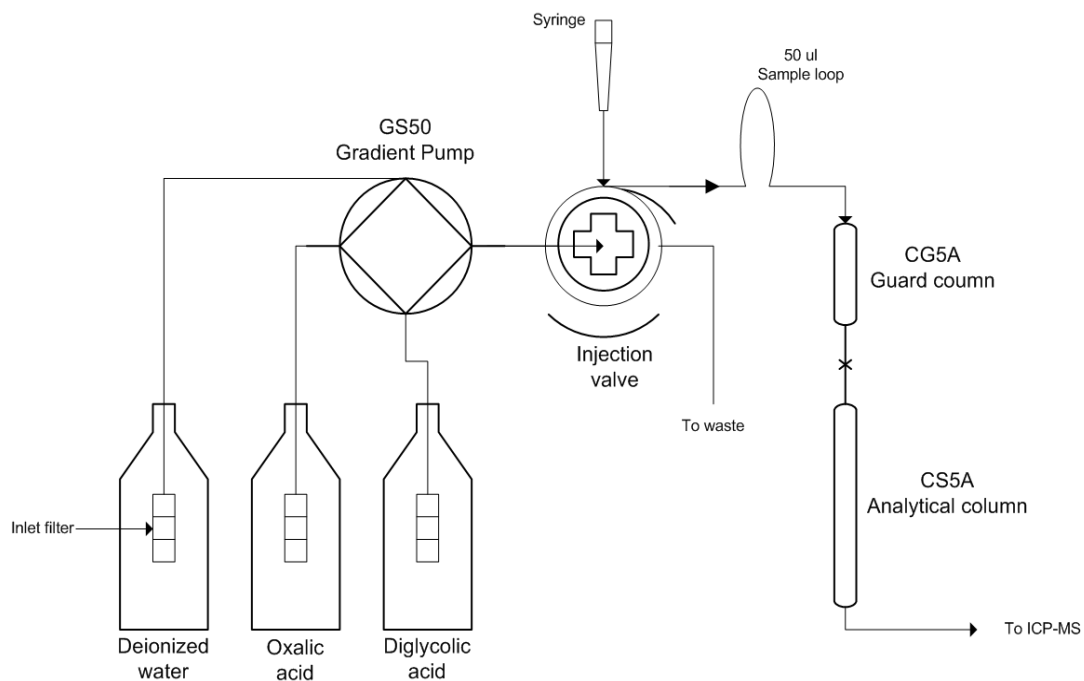 Syringe
50 ul
Sample loop
GS50
Gradient Pump
CG5A
Guard coumn
Injection
valve
To waste
CS5A
Analytical column
Inlet filter
To ICP-MS
Deionized
water
Oxalic
acid
Diglycolic
acid